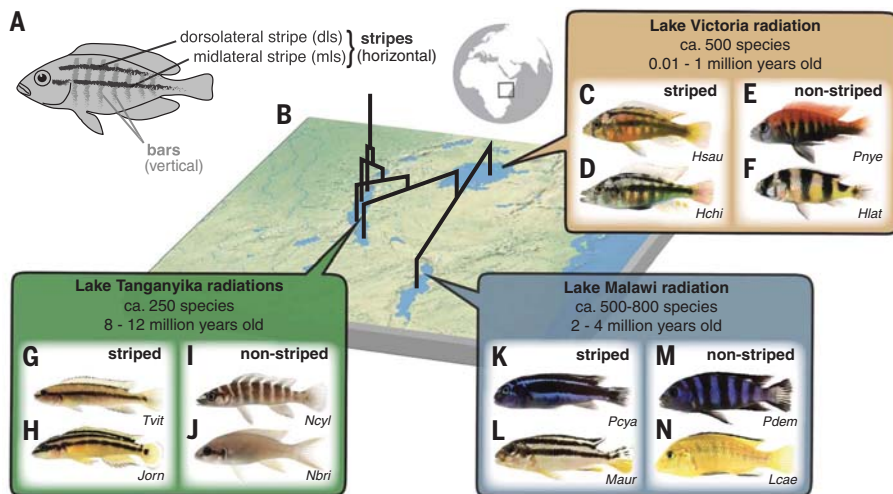 A
dorsolateral stripe (dls)
midlateral stripe (mls)
stripes
(horizontal)
bars
(vertical)
B
Lake Victoria radiation
ca. 500 species
0.01 - 1 million years old
C striped
E non-striped
Hsau
Pnye
D
F
Hchi
Hlat
Lake Tanganyika radiations
ca. 250 species
8 - 12 million years old
G striped
I non-striped
Tvit
Ncyl
H
J
Jorn
Nbri
Lake Malawi radiation
ca. 500-800 species
2 - 4 million years old
K striped
M non-striped
Pcya
Pdem
L
N
Maur
Lcae